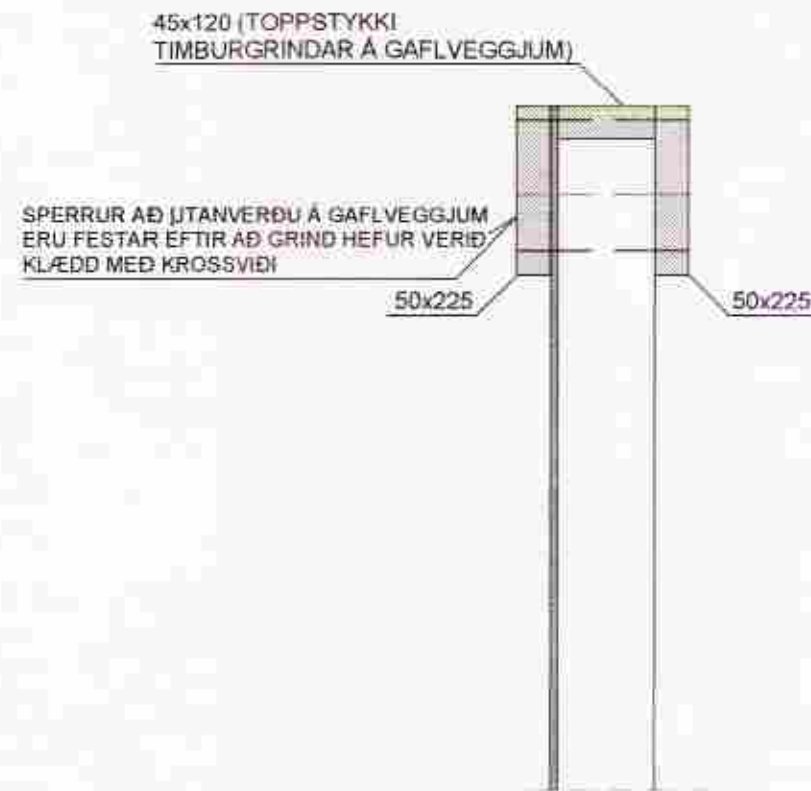 45x120 (TOPPSTYKKI
TIMBURGRINDAR Á GAFLVEGGJUM)
SPERRUR AÐ UTANVERÐU Á GAFLVEGGJUM
ERU FESTAR EFTIR AÐ GRIND HEFUR VERIÐ
KLÆDD MEÐ KROSSVIÐI
50x225
50x225